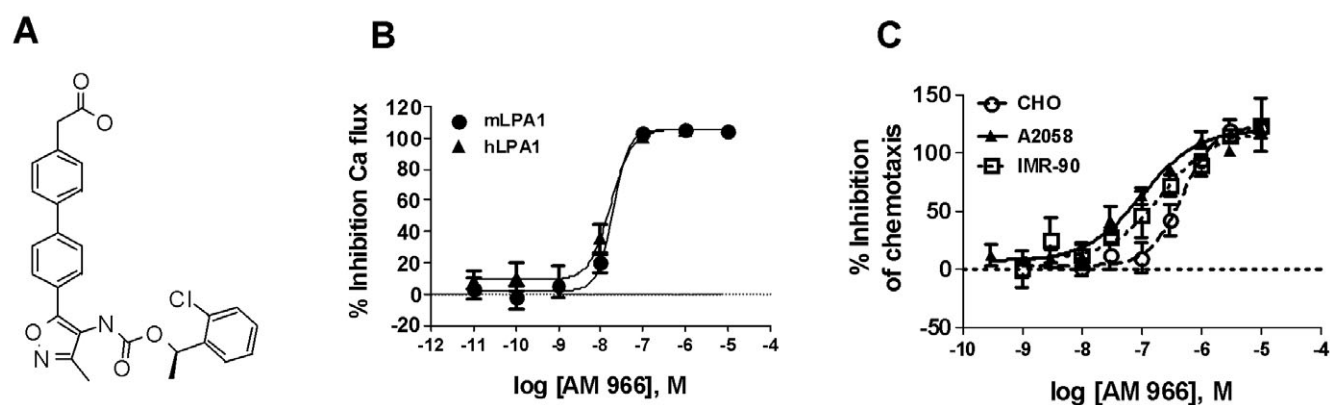 A
O
O
O
N
N
O
O
Cl
B
% Inhibition Ca flux
120
100
80
60
40
20
0
-20
mLPA1
hLPA1
-12 -11 -10 -9 -8 -7 -6 -5 -4
log [AM 966], M
C
% Inhibition
of chemotaxis
150
100
50
0
-50
CHO
A2058
IMR-90
-10 -9 -8 -7 -6 -5 -4
log [AM 966], M